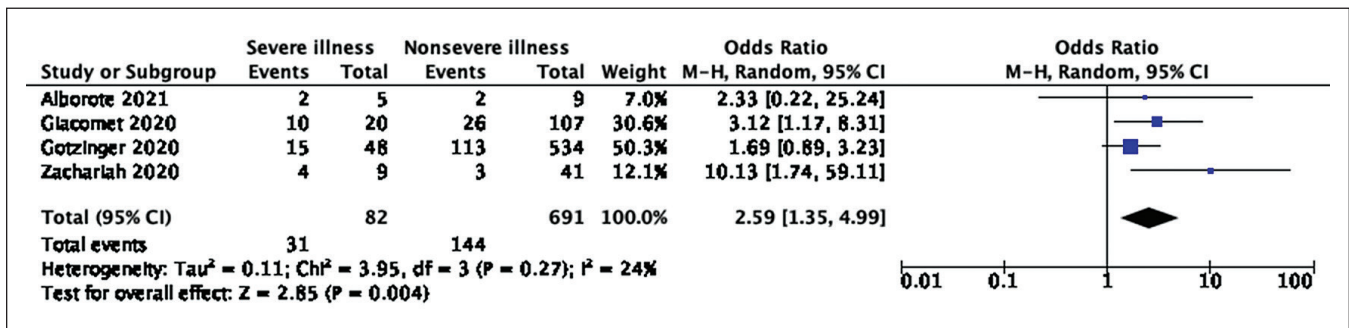 Severe illness Nonsevere illness Odds Ratio Odds Ratio
Study or Subgroup Events Total Events Total Weight M-H, Random, 95% CI M-H, Random, 95% CI
Alborote 2021 2 5 2 9 7.0% 2.33 [0.22, 25.24]
Giacomet 2020 10 20 26 107 30.6% 3.12 [1.17, 8.31]
Gotzinger 2020 15 48 113 534 50.3% 1.69 [0.89, 3.23]
Zachariah 2020 4 9 3 41 12.1% 10.13 [1.74, 59.11]
Total (95% CI) 82 691 100.0% 2.59 [1.35, 4.99]
Total events 31 144
Heterogeneity: Tau² = 0.11; Chi² = 3.95, df = 3 (P = 0.27); I² = 24%
Test for overall effect: Z = 2.85 (P = 0.004)
0.01 0.1 1 10 100